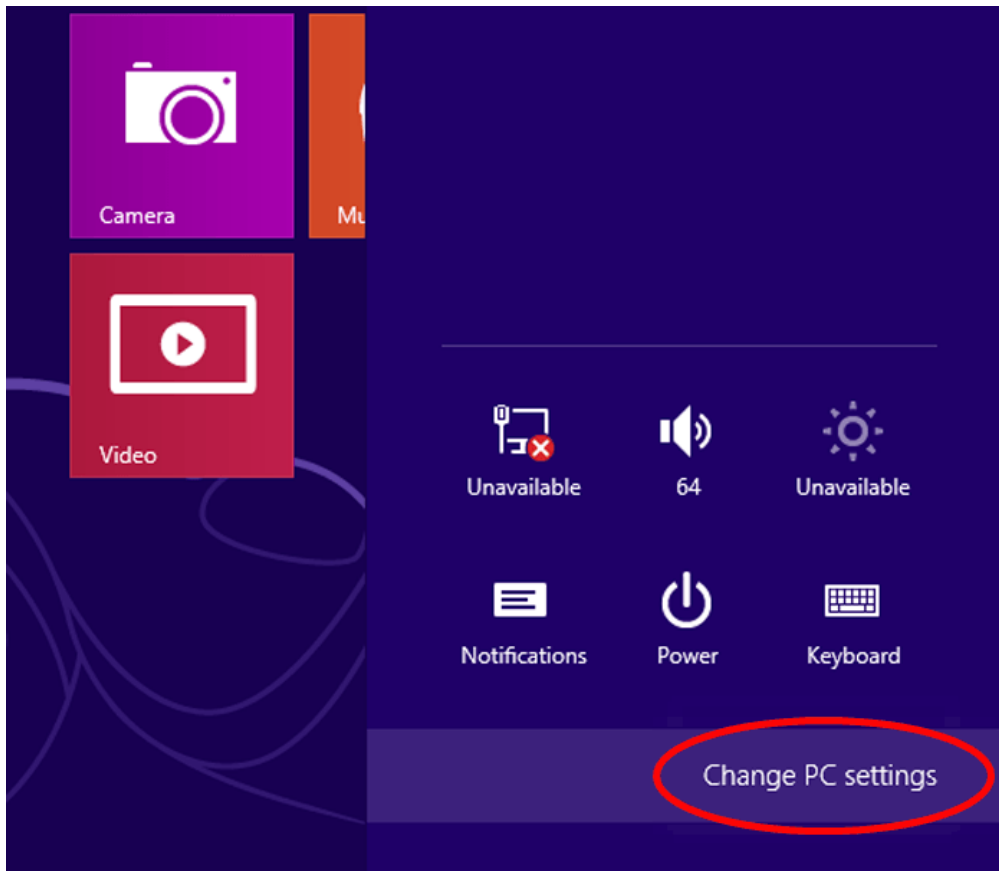 Camera
Mu
Video
Unavailable
64
Unavailable
Notifications
Power
Keyboard
Change PC settings